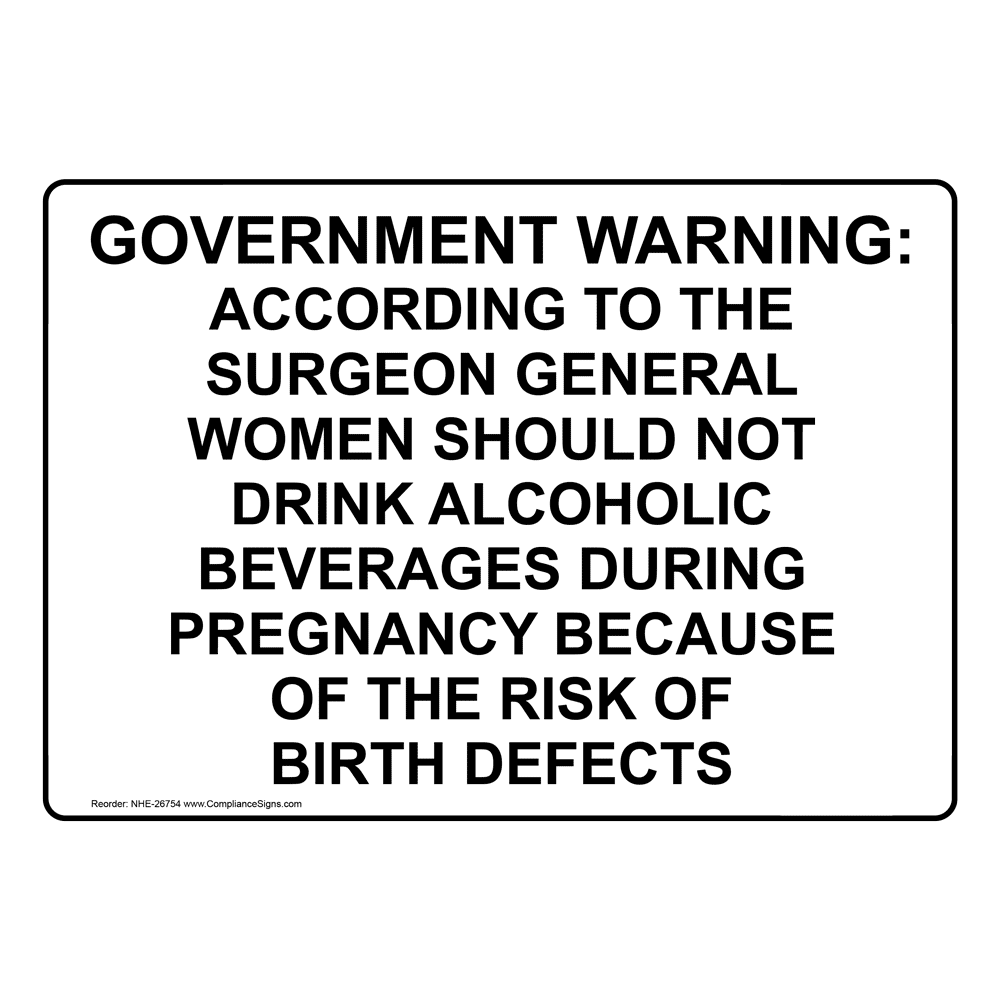 GOVERNMENT WARNING:
ACCORDING TO THE
SURGEON GENERAL
WOMEN SHOULD NOT
DRINK ALCOHOLIC
BEVERAGES DURING
PREGNANCY BECAUSE
OF THE RISK OF
BIRTH DEFECTS
Reorder: NHE-26754 www.ComplianceSigns.com